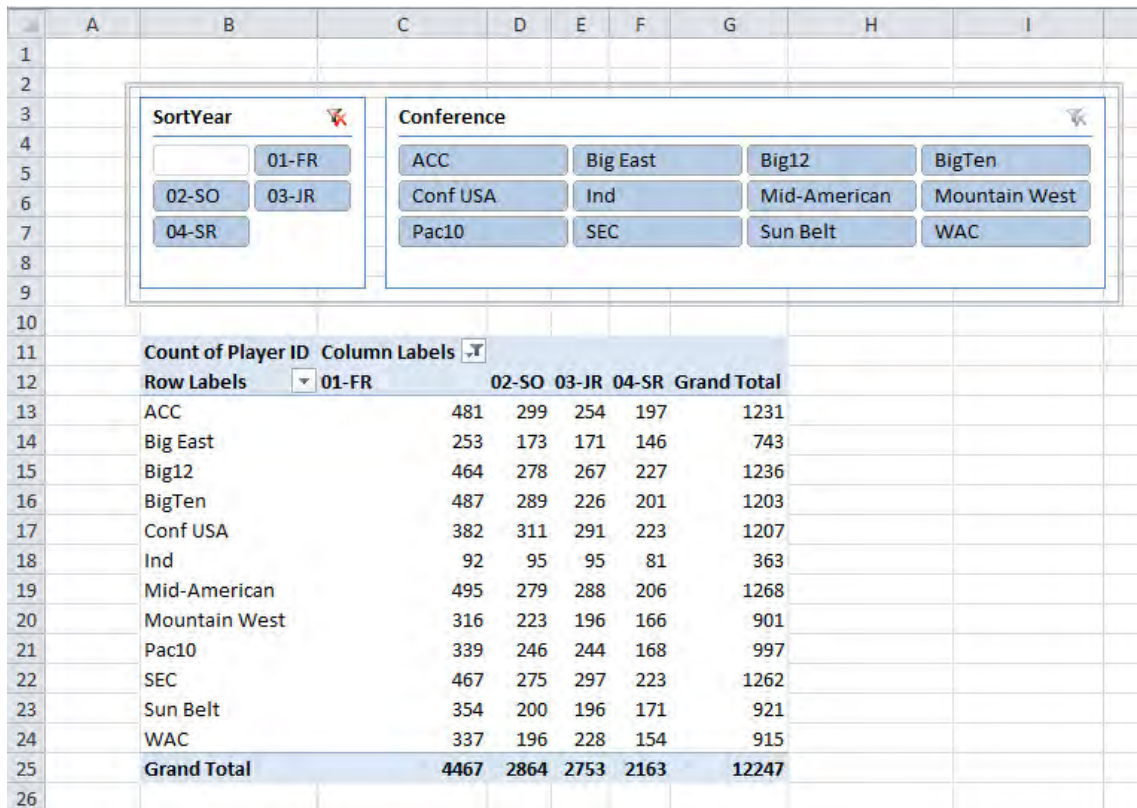 A B C D E F G H I
1
2
3 SortYear Conference
4
5 01-FR ACC Big East Big12 BigTen
6 02-SO 03-JR Conf USA Ind Mid-American Mountain West
7 04-SR Pac10 SEC Sun Belt WAC
8
9
10
11 Count of Player ID Column Labels
12 Row Labels 01-FR 02-SO 03-JR 04-SR Grand Total
13 ACC 481 299 254 197 1231
14 Big East 253 173 171 146 743
15 Big12 464 278 267 227 1236
16 BigTen 487 289 226 201 1203
17 Conf USA 382 311 291 223 1207
18 Ind 92 95 95 81 363
19 Mid-American 495 279 288 206 1268
20 Mountain West 316 223 196 166 901
21 Pac10 339 246 244 168 997
22 SEC 467 275 297 223 1262
23 Sun Belt 354 200 196 171 921
24 WAC 337 196 228 154 915
25 Grand Total 4467 2864 2753 2163 12247
26